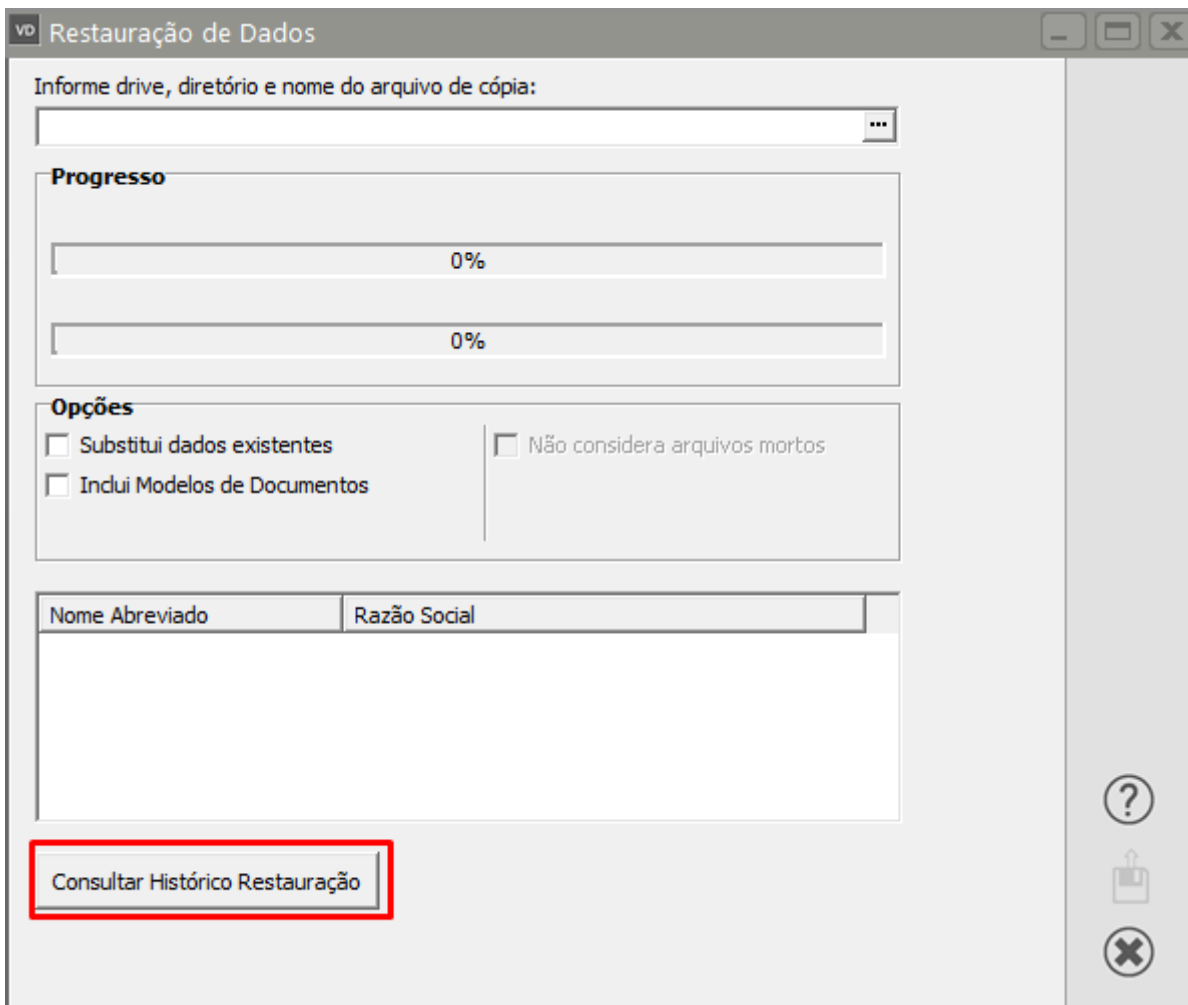 VD Restauração de Dados
Informe drive, diretório e nome do arquivo de cópia:
...
Progresso
0%
0%
Opções
Substitui dados existentes
Não considera arquivos mortos
Inclui Modelos de Documentos
Nome Abreviado Razão Social
?
Consultar Histórico Restauração